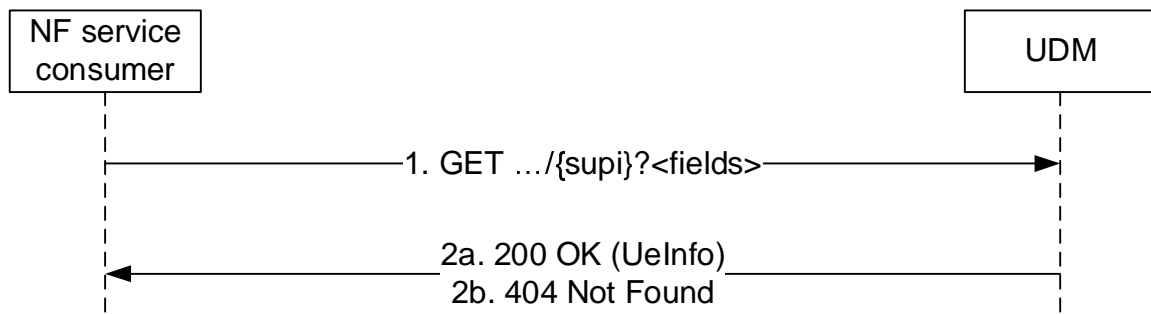 NF service
consumer
UDM
1. GET …/{supi}?<fields>
2a. 200 OK (UeInfo)
2b. 404 Not Found